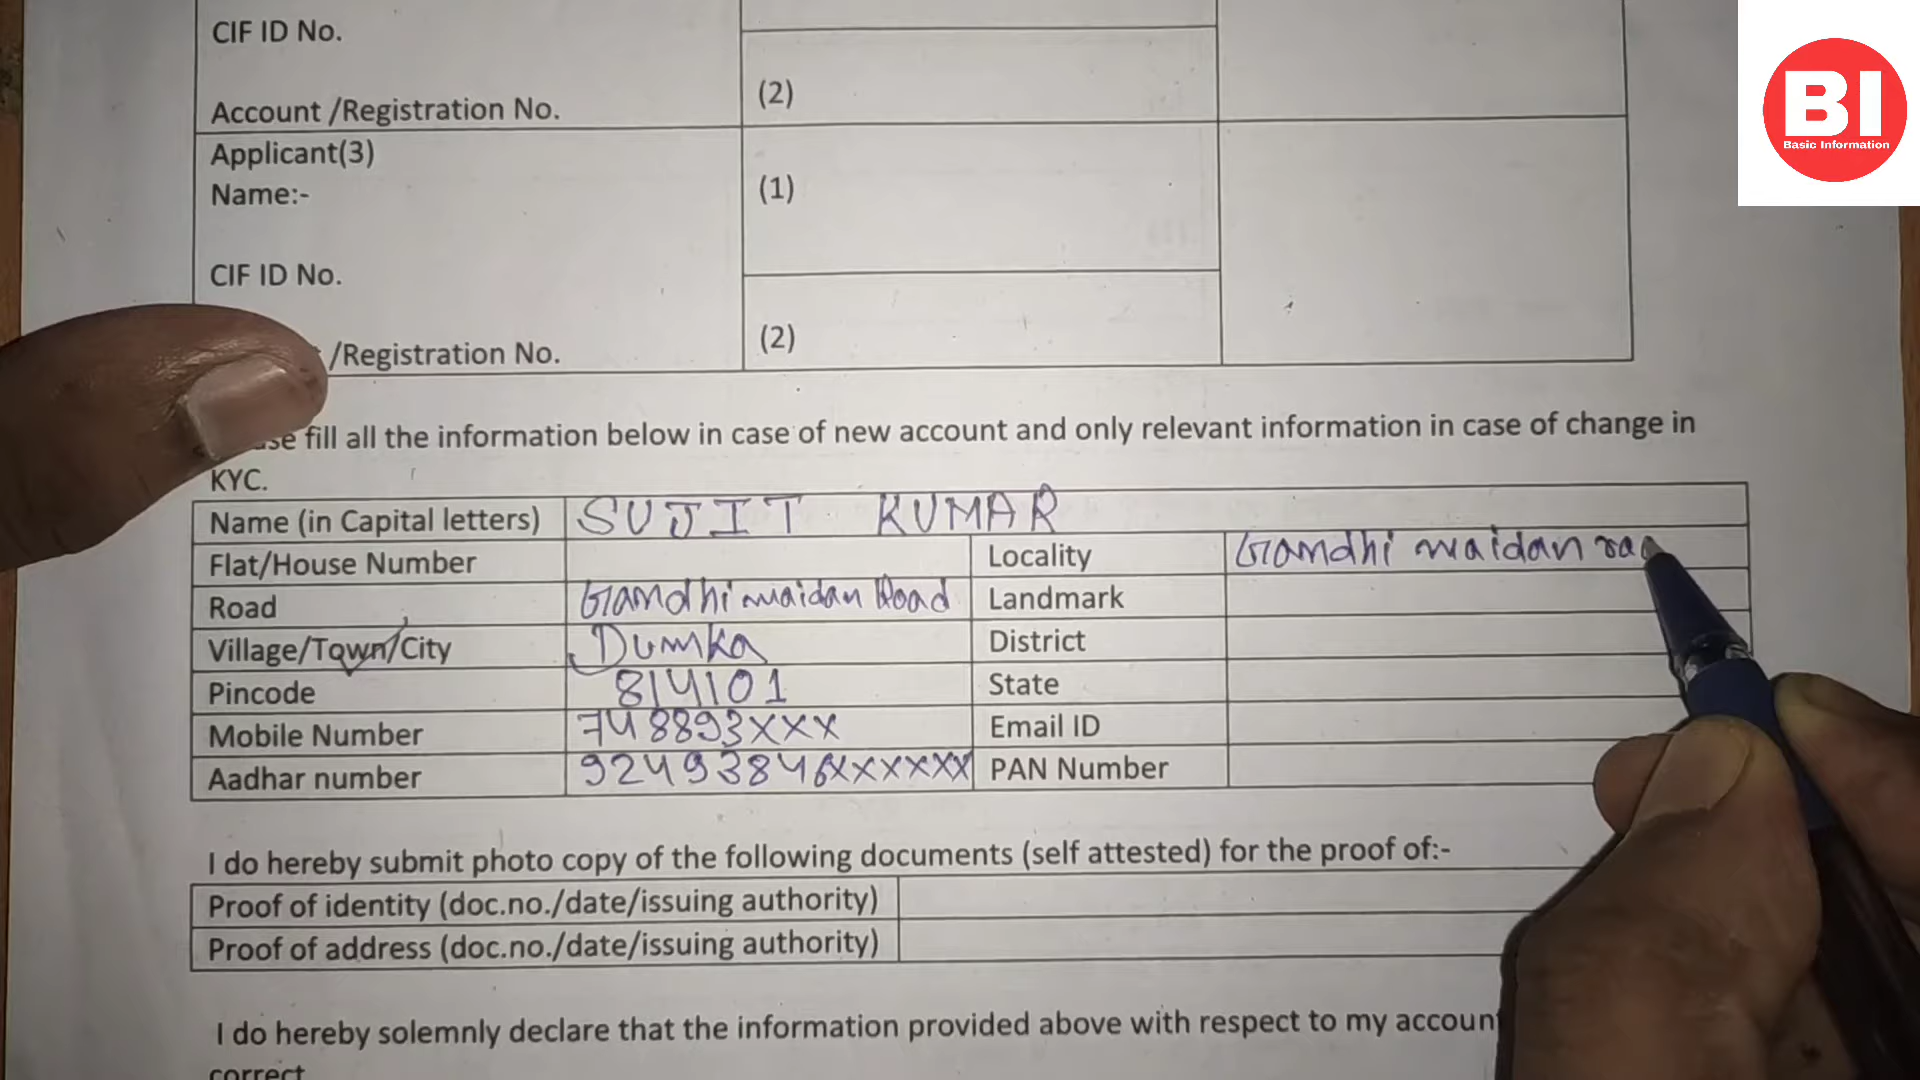 BI
Basic Information
CIF ID No.
Account /Registration No.
(2)
Applicant(3)
Name:-
(1)
CIF ID No.
/Registration No.
(2)
fill all the information below in case of new account and only relevant information in case of change in
KYC.
Name (in Capital letters) SUJIT KUMAR
Flat/House Number Locality Gandhi maidan roa
Road Gandhi maidan Road Landmark
Village/Town/City Dumka District
Pincode 814101 State
Mobile Number 748893XXX Email ID
Aadhar number 92493846XXXXXX PAN Number
I do hereby submit photo copy of the following documents (self attested) for the proof of:-
Proof of identity (doc.no./date/issuing authority)
Proof of address (doc.no./date/issuing authority)
I do hereby solemnly declare that the information provided above with respect to my accoun
correct